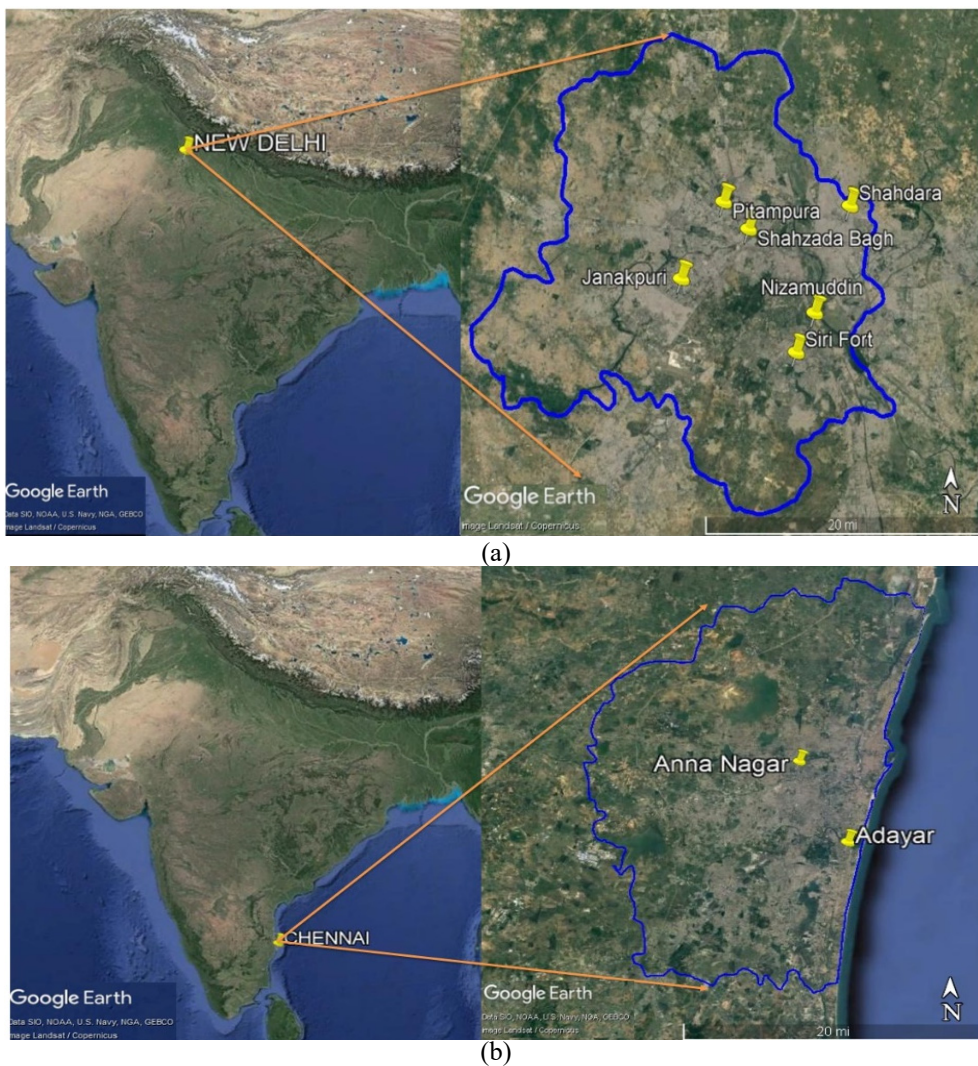 NEW DELHI
Shahdara
Pitampura
Shahzada Bagh
Janakpuri
Nizamuddin
Siri Fort
Google Earth
Data SIO, NOAA, U.S. Navy, NGA, GEBCO
Image Landsat / Copernicus
Google Earth
Image Landsat / Copernicus
N
20 mi
(a)
Anna Nagar
Adayar
CHENNAI
Google Earth
Data SIO, NOAA, U.S. Navy, NGA, GEBCO
Image Landsat / Copernicus
Google Earth
Data SIO, NOAA, U.S. Navy, NGA, GEBCO
Image Landsat / Copernicus
N
20 mi
(b)